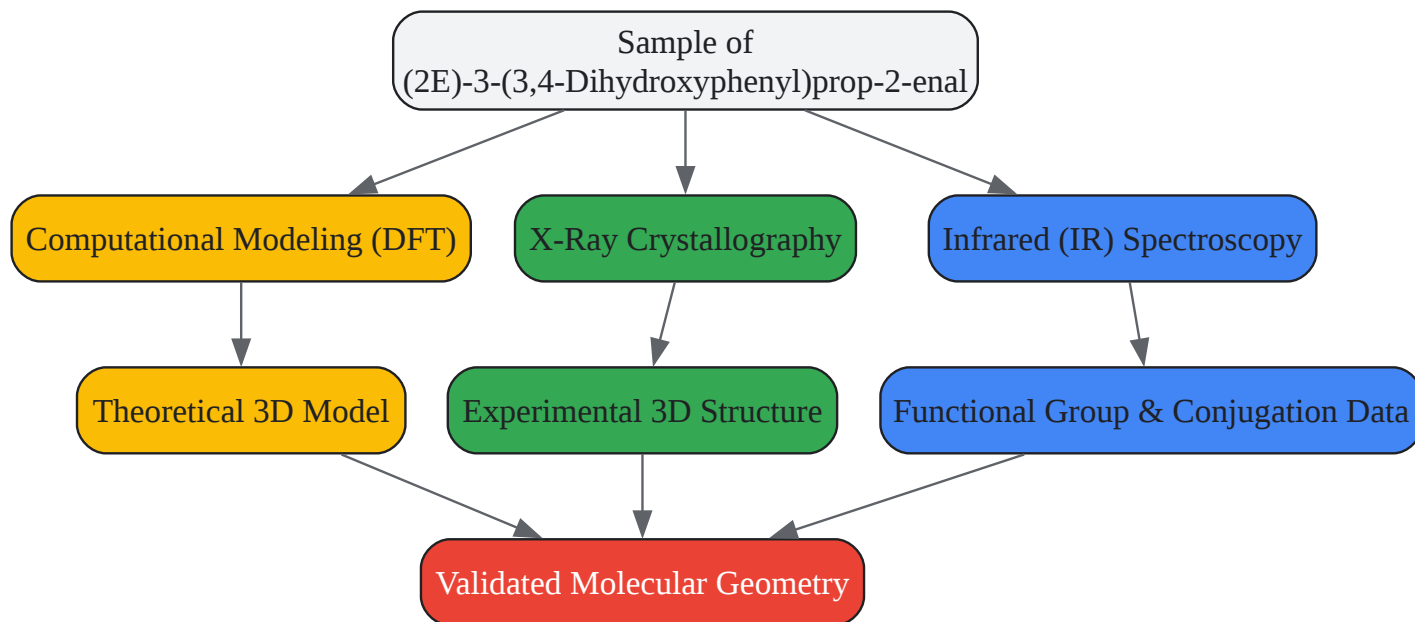 Sample of
(2E)-3-(3,4-Dihydroxyphenyl)prop-2-enal
Computational Modeling (DFT)
X-Ray Crystallography
Infrared (IR) Spectroscopy
Theoretical 3D Model
Experimental 3D Structure
Functional Group & Conjugation Data
Validated Molecular Geometry